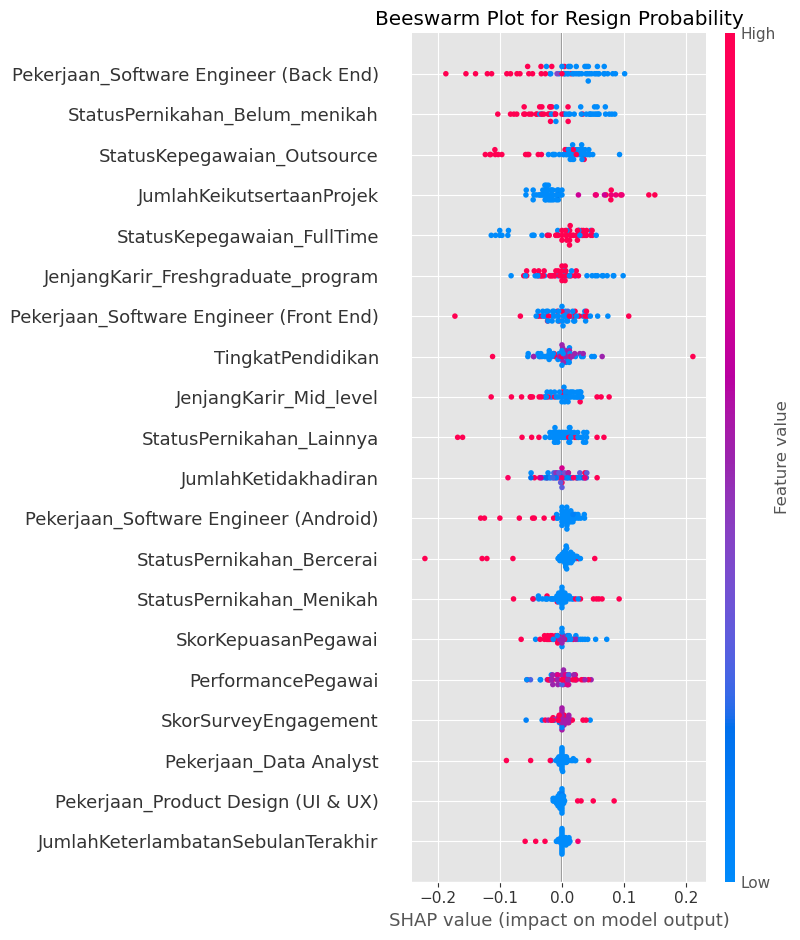 Beeswarm Plot for Resign Probability
High
Pekerjaan_Software Engineer (Back End)
StatusPernikahan_Belum_menikah
StatusKepegawaian_Outsource
JumlahKeikutsertaanProjek
StatusKepegawaian_FullTime
JenjangKarir_Freshgraduate_program
Pekerjaan_Software Engineer (Front End)
TingkatPendidikan
JenjangKarir_Mid_level
StatusPernikahan_Lainnya
JumlahKetidakhadiran
Pekerjaan_Software Engineer (Android)
StatusPernikahan_Bercerai
StatusPernikahan_Menikah
SkorKepuasanPegawai
PerformancePegawai
SkorSurveyEngagement
Pekerjaan_Data Analyst
Pekerjaan_Product Design (UI & UX)
JumlahKeterlambatanSebulanTerakhir
Feature value
Low
−0.2 −0.1 0.0 0.1 0.2
SHAP value (impact on model output)